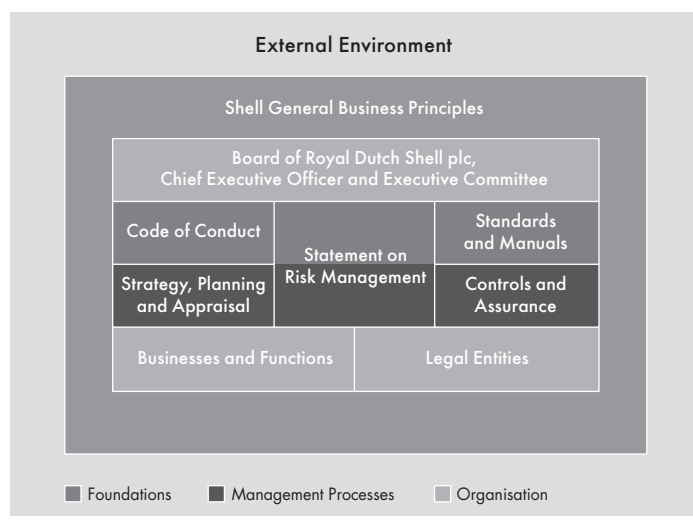 External Environment
Shell General Business Principles
Board of Royal Dutch Shell plc,
Chief Executive Officer and Executive Committee
Code of Conduct
Statement on
Risk Management
Standards
and Manuals
Strategy, Planning
and Appraisal
Controls and
Assurance
Businesses and Functions
Legal Entities
Foundations
Management Processes
Organisation